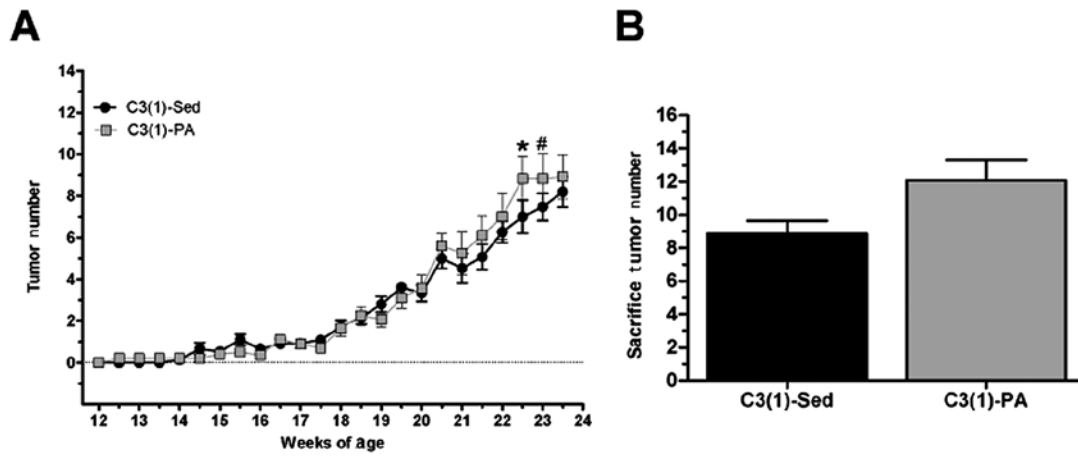 A
14
12
10
8
6
4
2
0
Tumor number
C3(1)-Sed
C3(1)-PA
* #
12 13 14 15 16 17 18 19 20 21 22 23 24
Weeks of age
B
16
14
12
10
8
6
4
2
0
Sacrifice tumor number
C3(1)-Sed C3(1)-PA